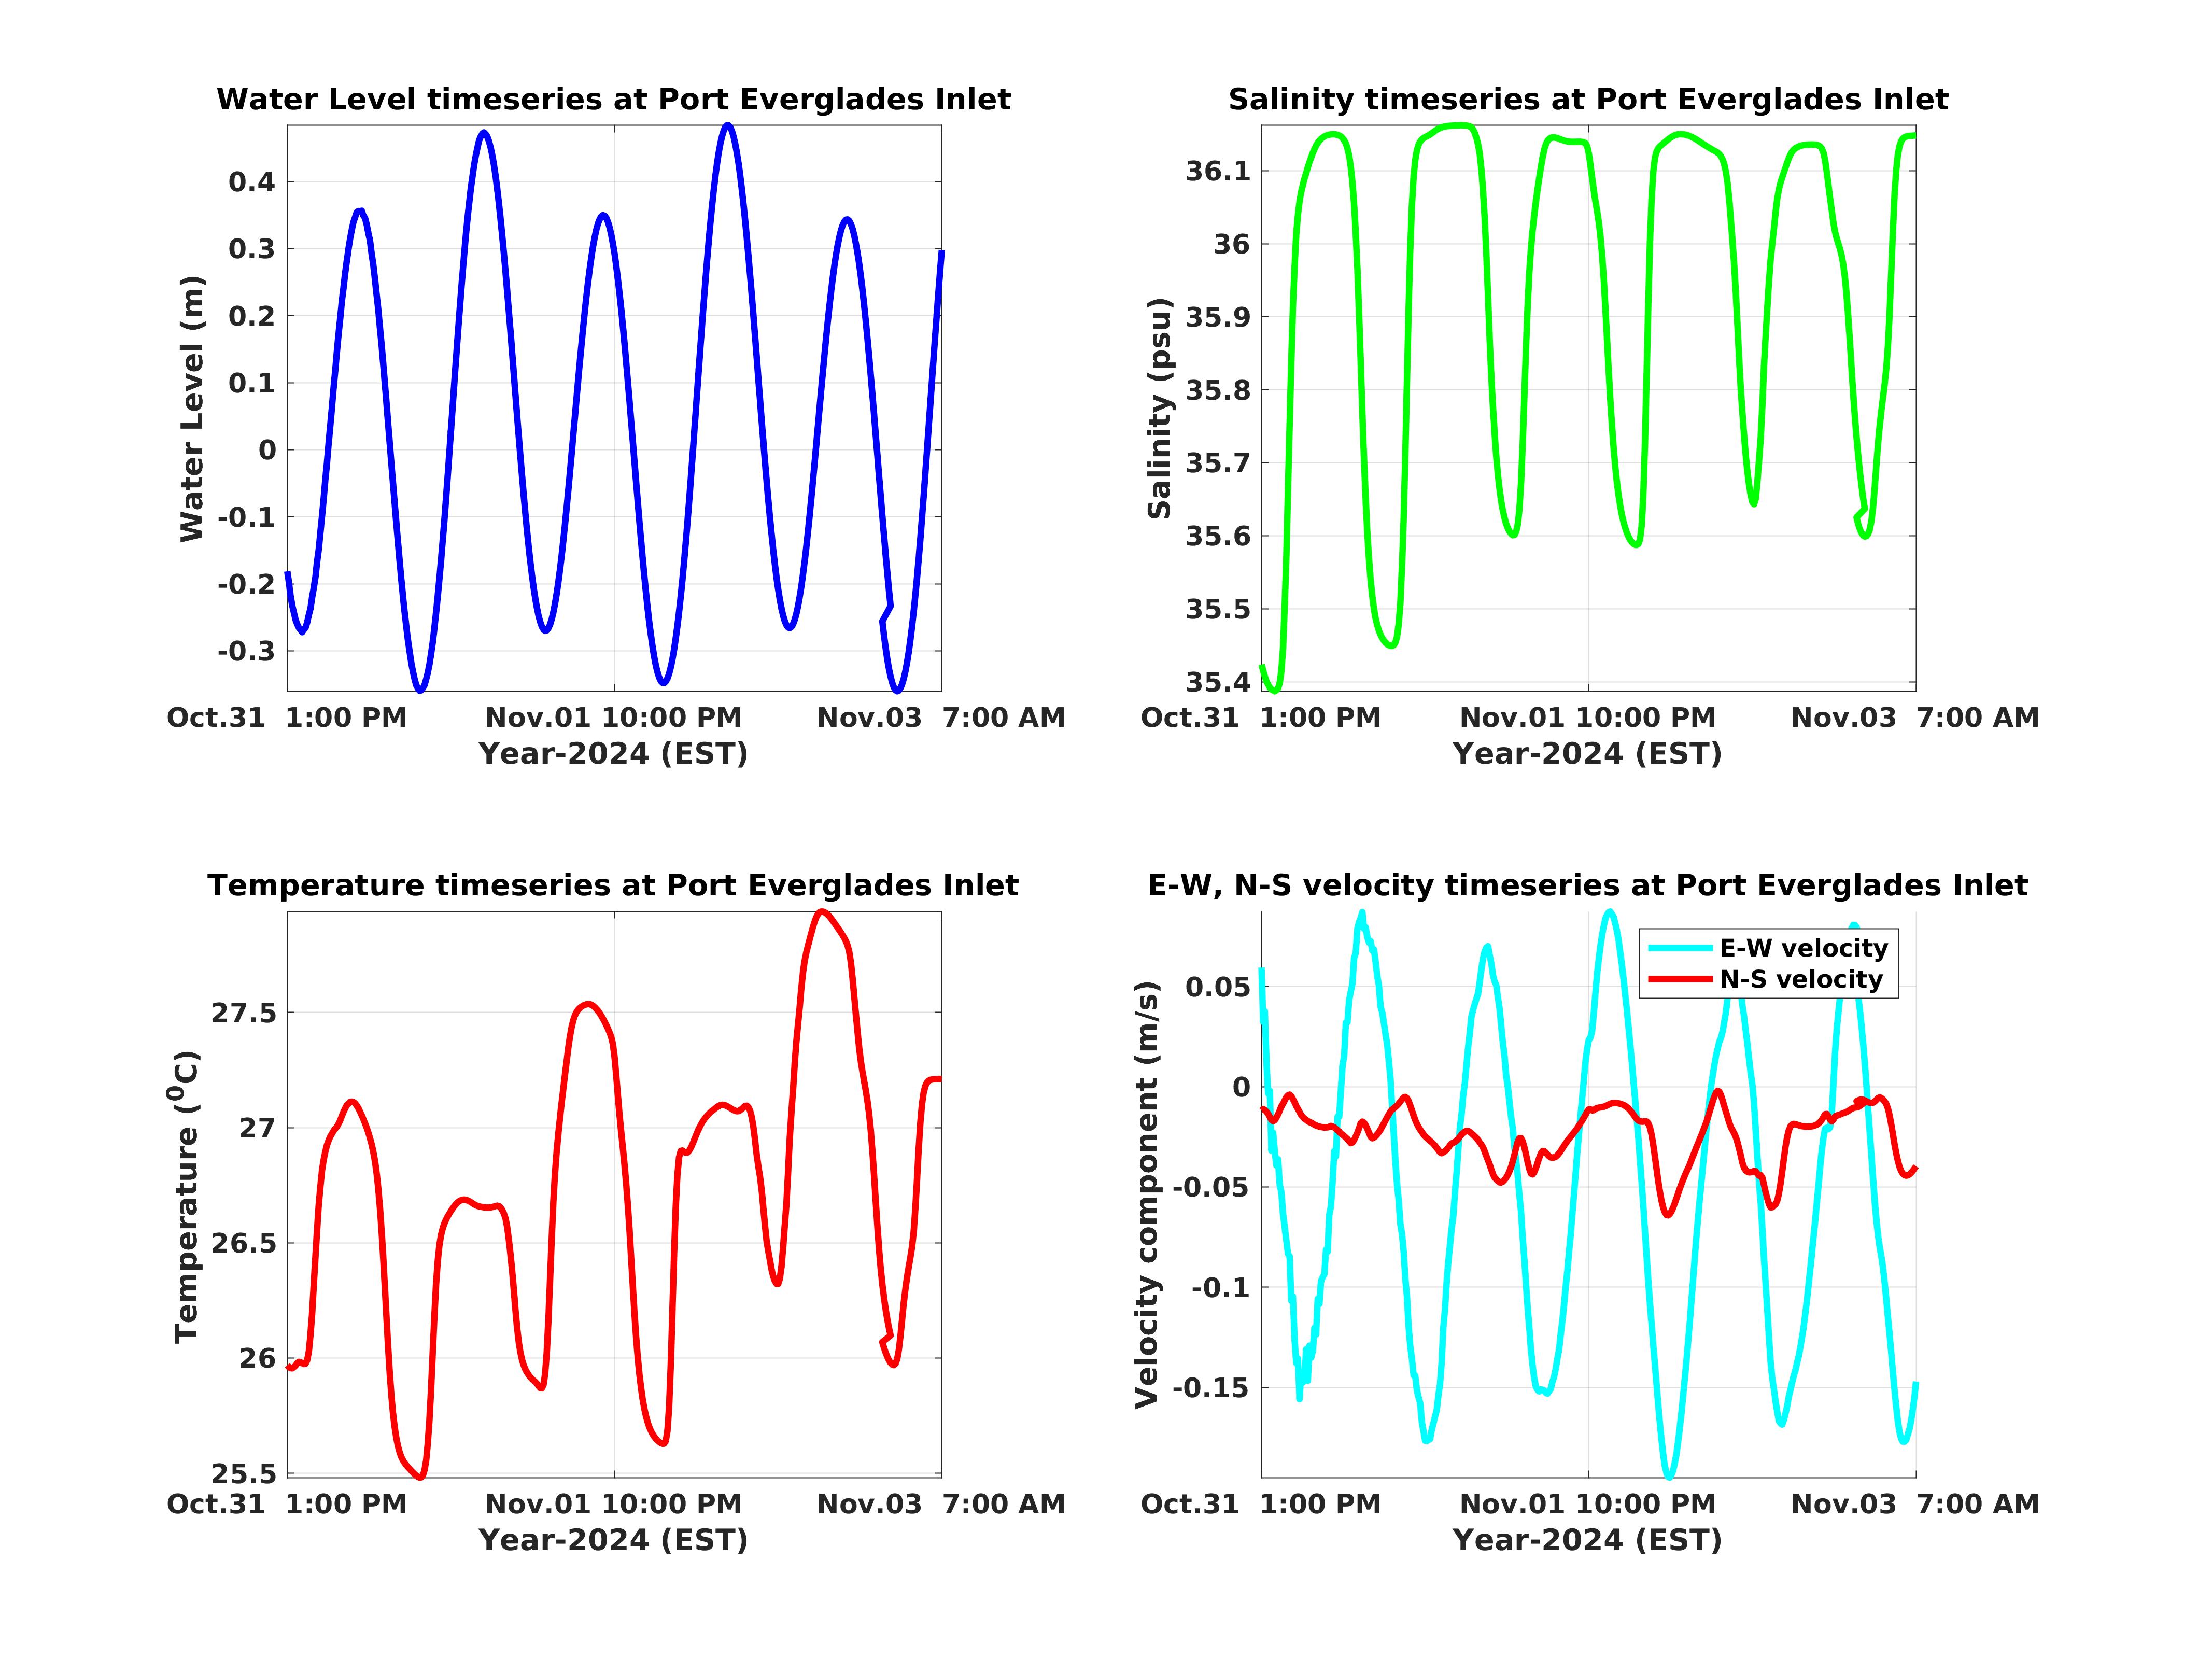 Water Level timeseries at Port Everglades Inlet
Water Level (m)
0.4
0.3
0.2
0.1
0
-0.1
-0.2
-0.3
Oct.31 1:00 PM Nov.01 10:00 PM Nov.03 7:00 AM
Year-2024 (EST)
Salinity timeseries at Port Everglades Inlet
Salinity (psu)
36.1
36
35.9
35.8
35.7
35.6
35.5
35.4
Oct.31 1:00 PM Nov.01 10:00 PM Nov.03 7:00 AM
Year-2024 (EST)
Temperature timeseries at Port Everglades Inlet
Temperature (⁰C)
27.5
27
26.5
26
25.5
Oct.31 1:00 PM Nov.01 10:00 PM Nov.03 7:00 AM
Year-2024 (EST)
E-W, N-S velocity timeseries at Port Everglades Inlet
Velocity component (m/s)
E-W velocity
N-S velocity
0.05
0
-0.05
-0.1
-0.15
Oct.31 1:00 PM Nov.01 10:00 PM Nov.03 7:00 AM
Year-2024 (EST)